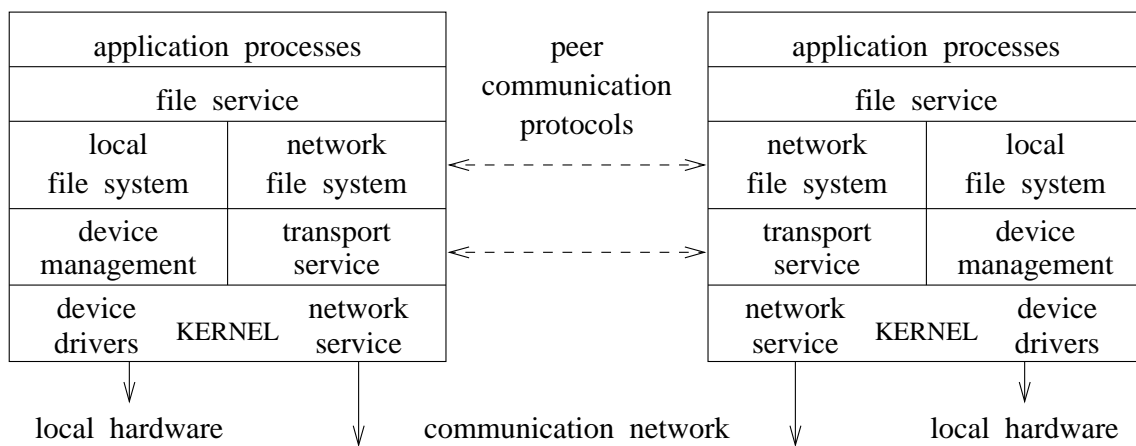 application processes
file service
local
file system
network
file system
device
management
transport
service
device
drivers
KERNEL
network
service
local hardware
peer
communication
protocols
communication network
application processes
file service
network
file system
local
file system
transport
service
device
management
network
service
KERNEL
device
drivers
local hardware